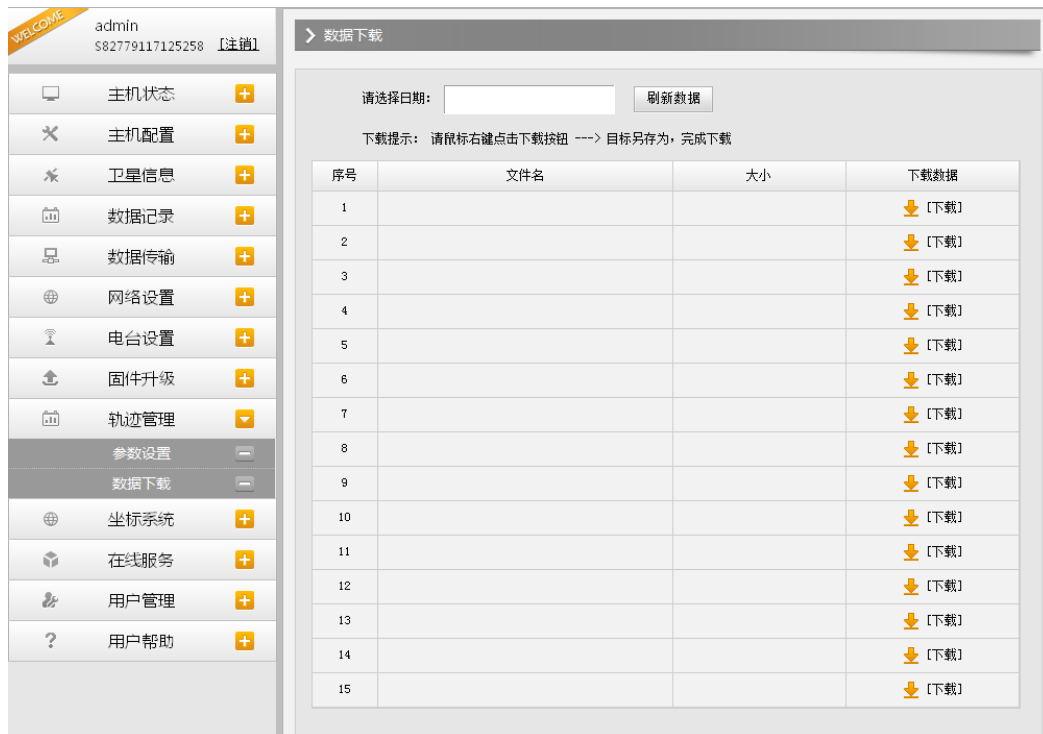 WELCOME
admin
S82779117125258 [注销]
主机状态
主机配置
卫星信息
数据记录
数据传输
网络设置
电台设置
固件升级
轨迹管理
参数设置
数据下载
坐标系统
在线服务
用户管理
用户帮助
数据下载
请选择日期: 刷新数据
下载提示: 请鼠标右键点击下载按钮 ---> 目标另存为，完成下载
序号 文件名 大小 下载数据
1 [下载]
2 [下载]
3 [下载]
4 [下载]
5 [下载]
6 [下载]
7 [下载]
8 [下载]
9 [下载]
10 [下载]
11 [下载]
12 [下载]
13 [下载]
14 [下载]
15 [下载]